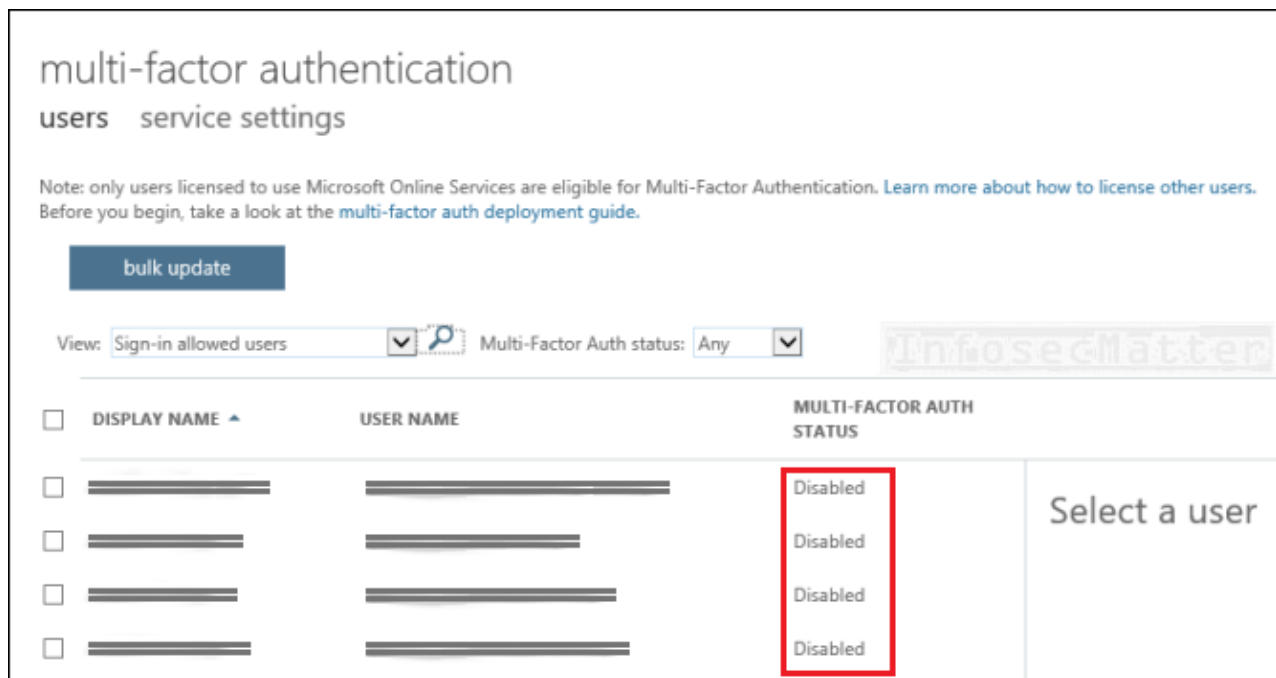 multi-factor authentication
users service settings
Note: only users licensed to use Microsoft Online Services are eligible for Multi-Factor Authentication. Learn more about how to license other users.
Before you begin, take a look at the multi-factor auth deployment guide.
bulk update
View: Sign-in allowed users Multi-Factor Auth status: Any
InfosecMatter
DISPLAY NAME USER NAME MULTI-FACTOR AUTH
STATUS
Disabled
Select a user
Disabled
Disabled
Disabled